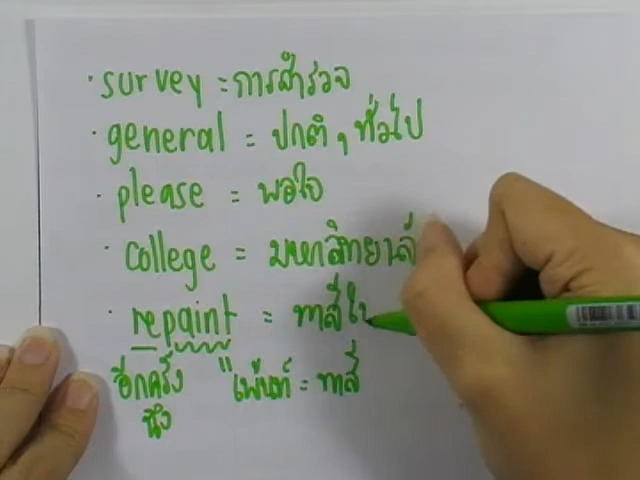 · survey = การสำรวจ
· general = ปกติ, ทั่วไป
· please = พอใจ
· college = มหาวิทยาลั
· repaint = ทาสีให
อีกครั้ง "เพ้นท์ = ทาสี
นึง